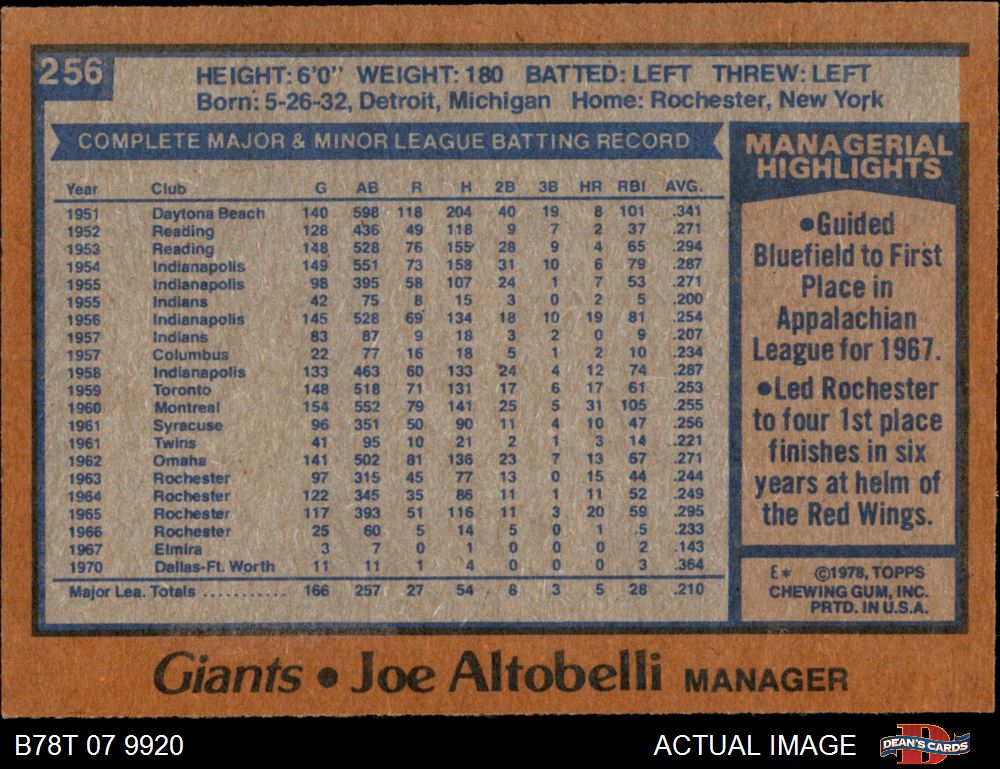 256
HEIGHT: 6'0" WEIGHT: 180 BATTED: LEFT THREW: LEFT
Born: 5-26-32, Detroit, Michigan Home: Rochester, New York
COMPLETE MAJOR & MINOR LEAGUE BATTING RECORD
Year Club G AB R H 2B 3B HR RBI AVG.
1951 Daytona Beach 140 598 118 204 40 19 8 101 .341
1952 Reading 128 436 49 118 9 7 2 37 .271
1953 Reading 148 528 76 155 28 9 4 65 .294
1954 Indianapolis 149 551 73 158 31 10 6 79 .287
1955 Indianapolis 98 395 58 107 24 1 7 53 .271
1955 Indians 42 75 8 15 3 0 2 5 .200
1956 Indianapolis 145 528 69 134 18 10 19 81 .254
1957 Indians 83 87 9 18 3 2 0 9 .207
1957 Columbus 22 77 16 18 5 1 2 10 .234
1958 Indianapolis 133 463 60 133 24 4 12 74 .287
1959 Toronto 148 518 71 131 17 6 17 61 .253
1960 Montreal 154 552 79 141 25 5 31 105 .255
1961 Syracuse 96 351 50 90 11 4 10 47 .256
1961 Twins 41 95 10 21 2 1 3 14 .221
1962 Omaha 141 502 81 136 23 7 13 67 .271
1963 Rochester 97 315 45 77 13 0 15 44 .244
1964 Rochester 122 345 35 86 11 1 11 52 .249
1965 Rochester 117 393 51 116 11 3 20 59 .295
1966 Rochester 25 60 5 14 5 0 1 .5 .233
1967 Elmira 3 7 0 1 0 0 0 2 .143
1970 Dallas-Ft. Worth 11 11 1 4 0 0 0 3 .364
Major Lea. Totals ........... 166 257 27 54 8 3 5 28 .210
MANAGERIAL
HIGHLIGHTS
●Guided
Bluefield to First
Place in
Appalachian
League for 1967.
●Led Rochester
to four 1st place
finishes in six
years at helm of
the Red Wings.
E* ©1978, TOPPS
CHEWING GUM, INC.
PRTD. IN U.S.A.
Giants • Joe Altobelli MANAGER
B78T 07 9920 ACTUAL IMAGE DEAN'S CARDS